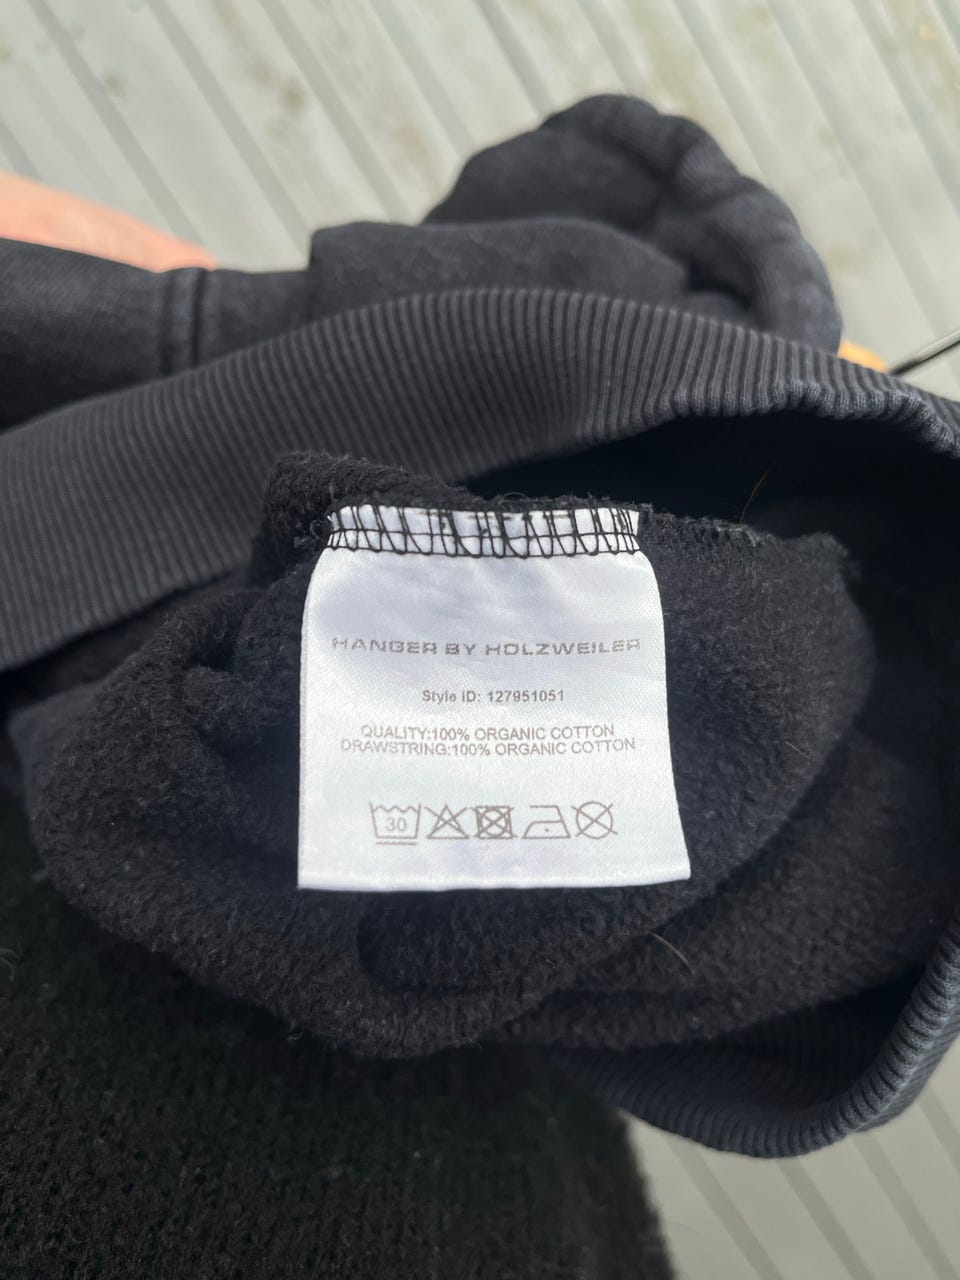 HANGER BY HOLZWEILER
Style ID: 127951051
QUALITY:100% ORGANIC COTTON
DRAWSTRING:100% ORGANIC COTTON
30